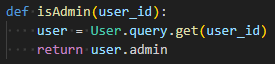 def isAdmin(user_id):
    user = User.query.get(user_id)
    return user.admin